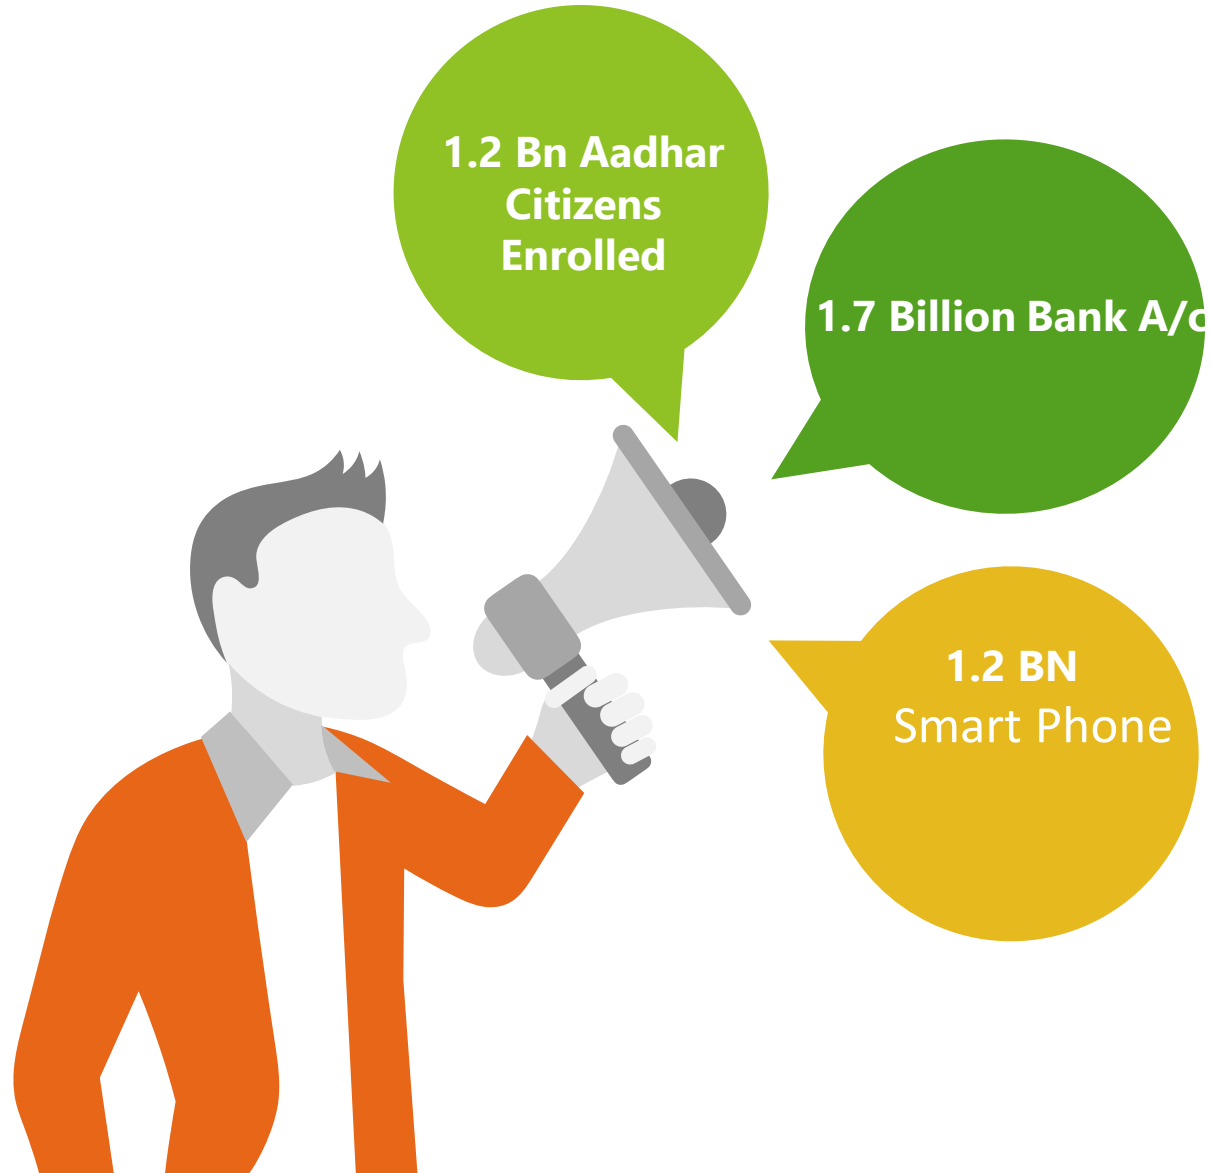 1.2 Bn Aadhar
Citizens
Enrolled
1.7 Billion Bank A/c
1.2 BN
Smart Phone